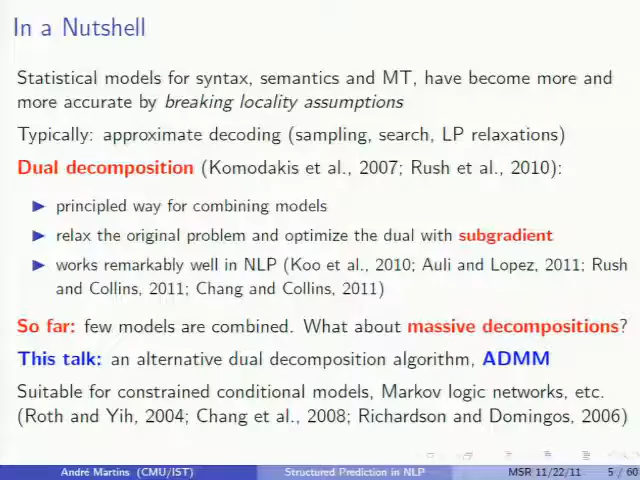 In a Nutshell
Statistical models for syntax, semantics and MT, have become more and
more accurate by breaking locality assumptions
Typically: approximate decoding (sampling, search, LP relaxations)
Dual decomposition (Komodakis et al., 2007; Rush et al., 2010):
▶ principled way for combining models
▶ relax the original problem and optimize the dual with subgradient
▶ works remarkably well in NLP (Koo et al., 2010; Auli and Lopez, 2011; Rush
and Collins, 2011; Chang and Collins, 2011)
So far: few models are combined. What about massive decompositions?
This talk: an alternative dual decomposition algorithm, ADMM
Suitable for constrained conditional models, Markov logic networks, etc.
(Roth and Yih, 2004; Chang et al., 2008; Richardson and Domingos, 2006)
André Martins (CMU/IST) Structured Prediction in NLP MSR 11/22/11 5 / 60